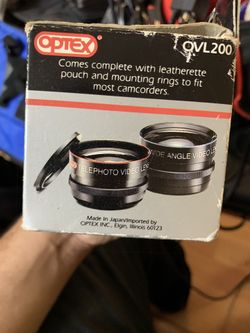 OPTEX
OVL200
Comes complete with leatherette
pouch and mounting rings to fit
most camcorders.
TELEPHOTO VIDEO LENS
WIDE ANGLE VIDEO LENS
Made in Japan/Imported by
OPTEX INC., Elgin, Illinois 60123